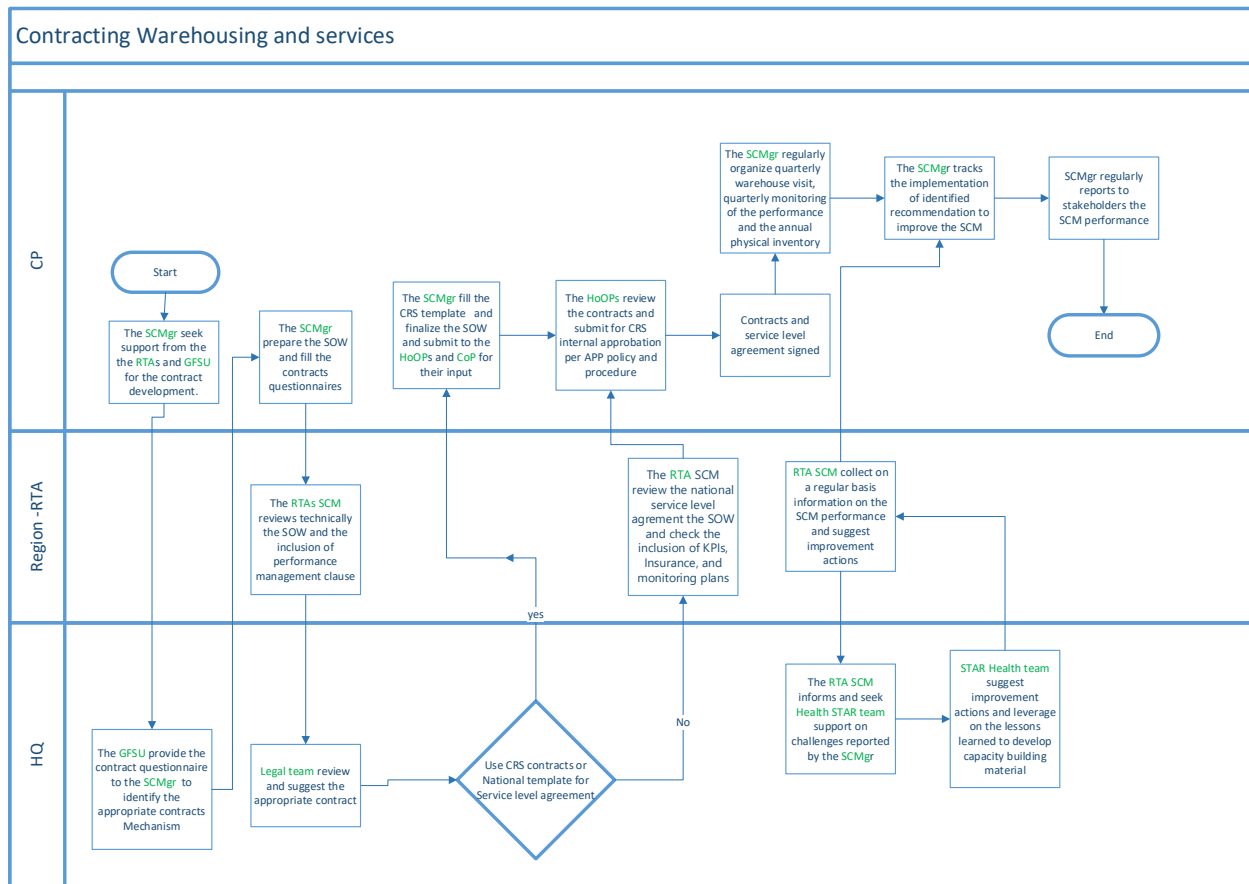 Contracting Warehousing and services
CP
Start
The SCMgr seek
support from the
the RTAs and GFSU
for the contract
development.
The SCMgr
prepare the SOW
and fill the
contracts
questionnaires
The SCMgr fill the
CRS template and
finalize the SOW
and submit to the
HoOPs and CoP for
their input
The HoOPs review
the contracts and
submit for CRS
internal approbation
per APP policy and
procedure
The SCMgr regularly
organize quarterly
warehouse visit,
quarterly monitoring
of the performance
and the annual
physical inventory
Contracts and
service level
agreement signed
The SCMgr tracks
the implementation
of identified
recommendation to
improve the SCM
SCMgr regularly
reports to
stakeholders the
SCM performance
End
Region -RTA
The RTAs SCM
reviews technically
the SOW and the
inclusion of
performance
management clause
The RTA SCM
review the national
service level
agrement the SOW
and check the
inclusion of KPIs,
Insurance, and
monitoring plans
RTA SCM collect on
a regular basis
information on the
SCM performance
and suggest
improvement
actions
yes
HQ
The GFSU provide the
contract questionnaire
to the SCMgr to
identify the
appropriate contracts
Mechanism
Legal team review
and suggest the
appropriate contract
Use CRS contracts or
National template for
Service level agreement
No
The RTA SCM
informs and seek
Health STAR team
support on
challenges reported
by the SCMgr
STAR Health team
suggest
improvement
actions and leverage
on the lessons
learned to develop
capacity building
material